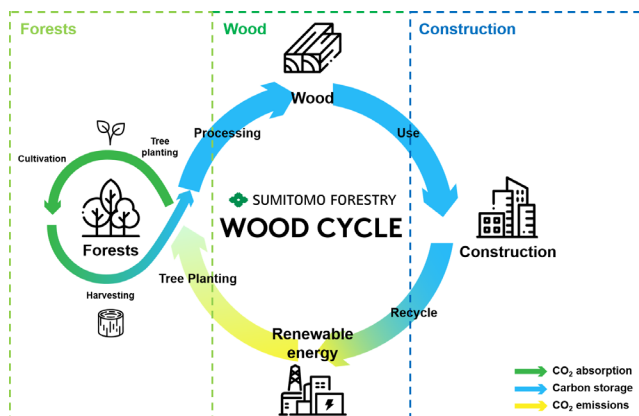 Forests
Wood
Construction
Wood
Processing
Use
Tree
planting
Cultivation
SUMITOMO FORESTRY
WOOD CYCLE
Forests
Construction
Harvesting
Tree Planting
Recycle
Renewable
energy
CO₂ absorption
Carbon storage
CO₂ emissions